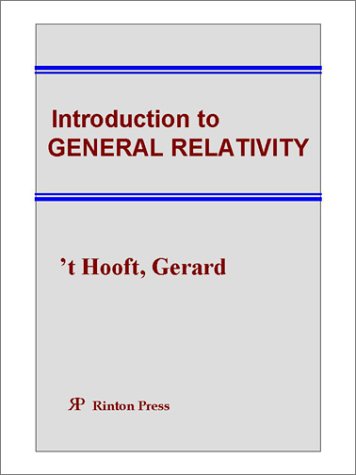 Introduction to
GENERAL RELATIVITY
’t Hooft, Gerard
RP Rinton Press